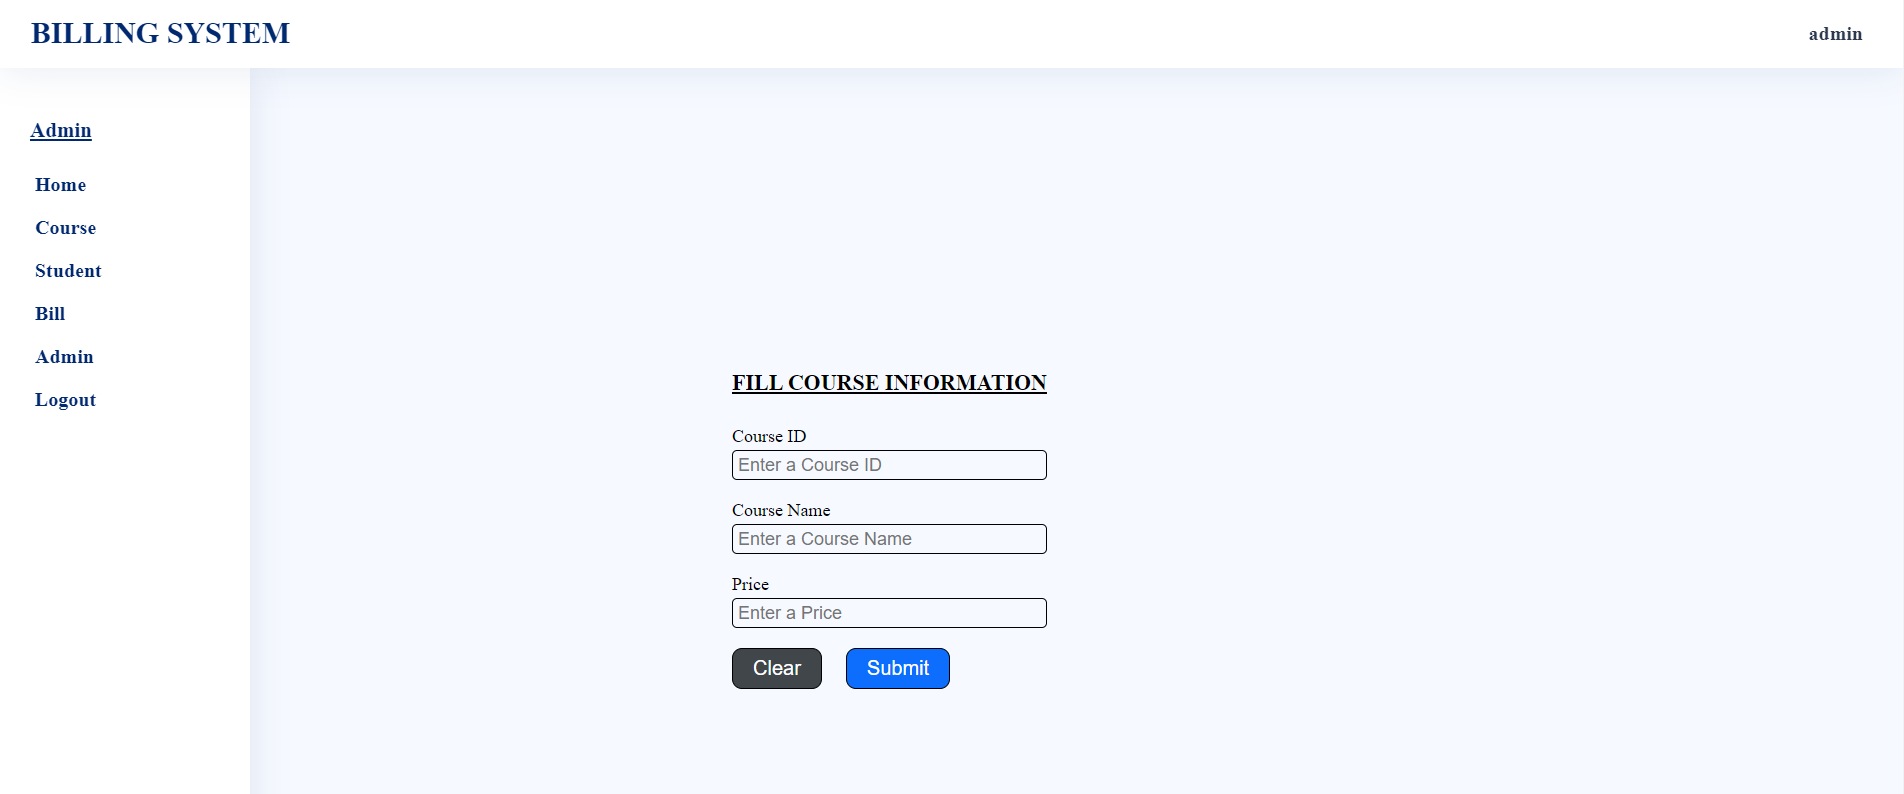 BILLING SYSTEM
admin
Admin
Home
Course
Student
Bill
Admin
Logout
FILL COURSE INFORMATION
Course ID
Enter a Course ID
Course Name
Enter a Course Name
Price
Enter a Price
Clear
Submit